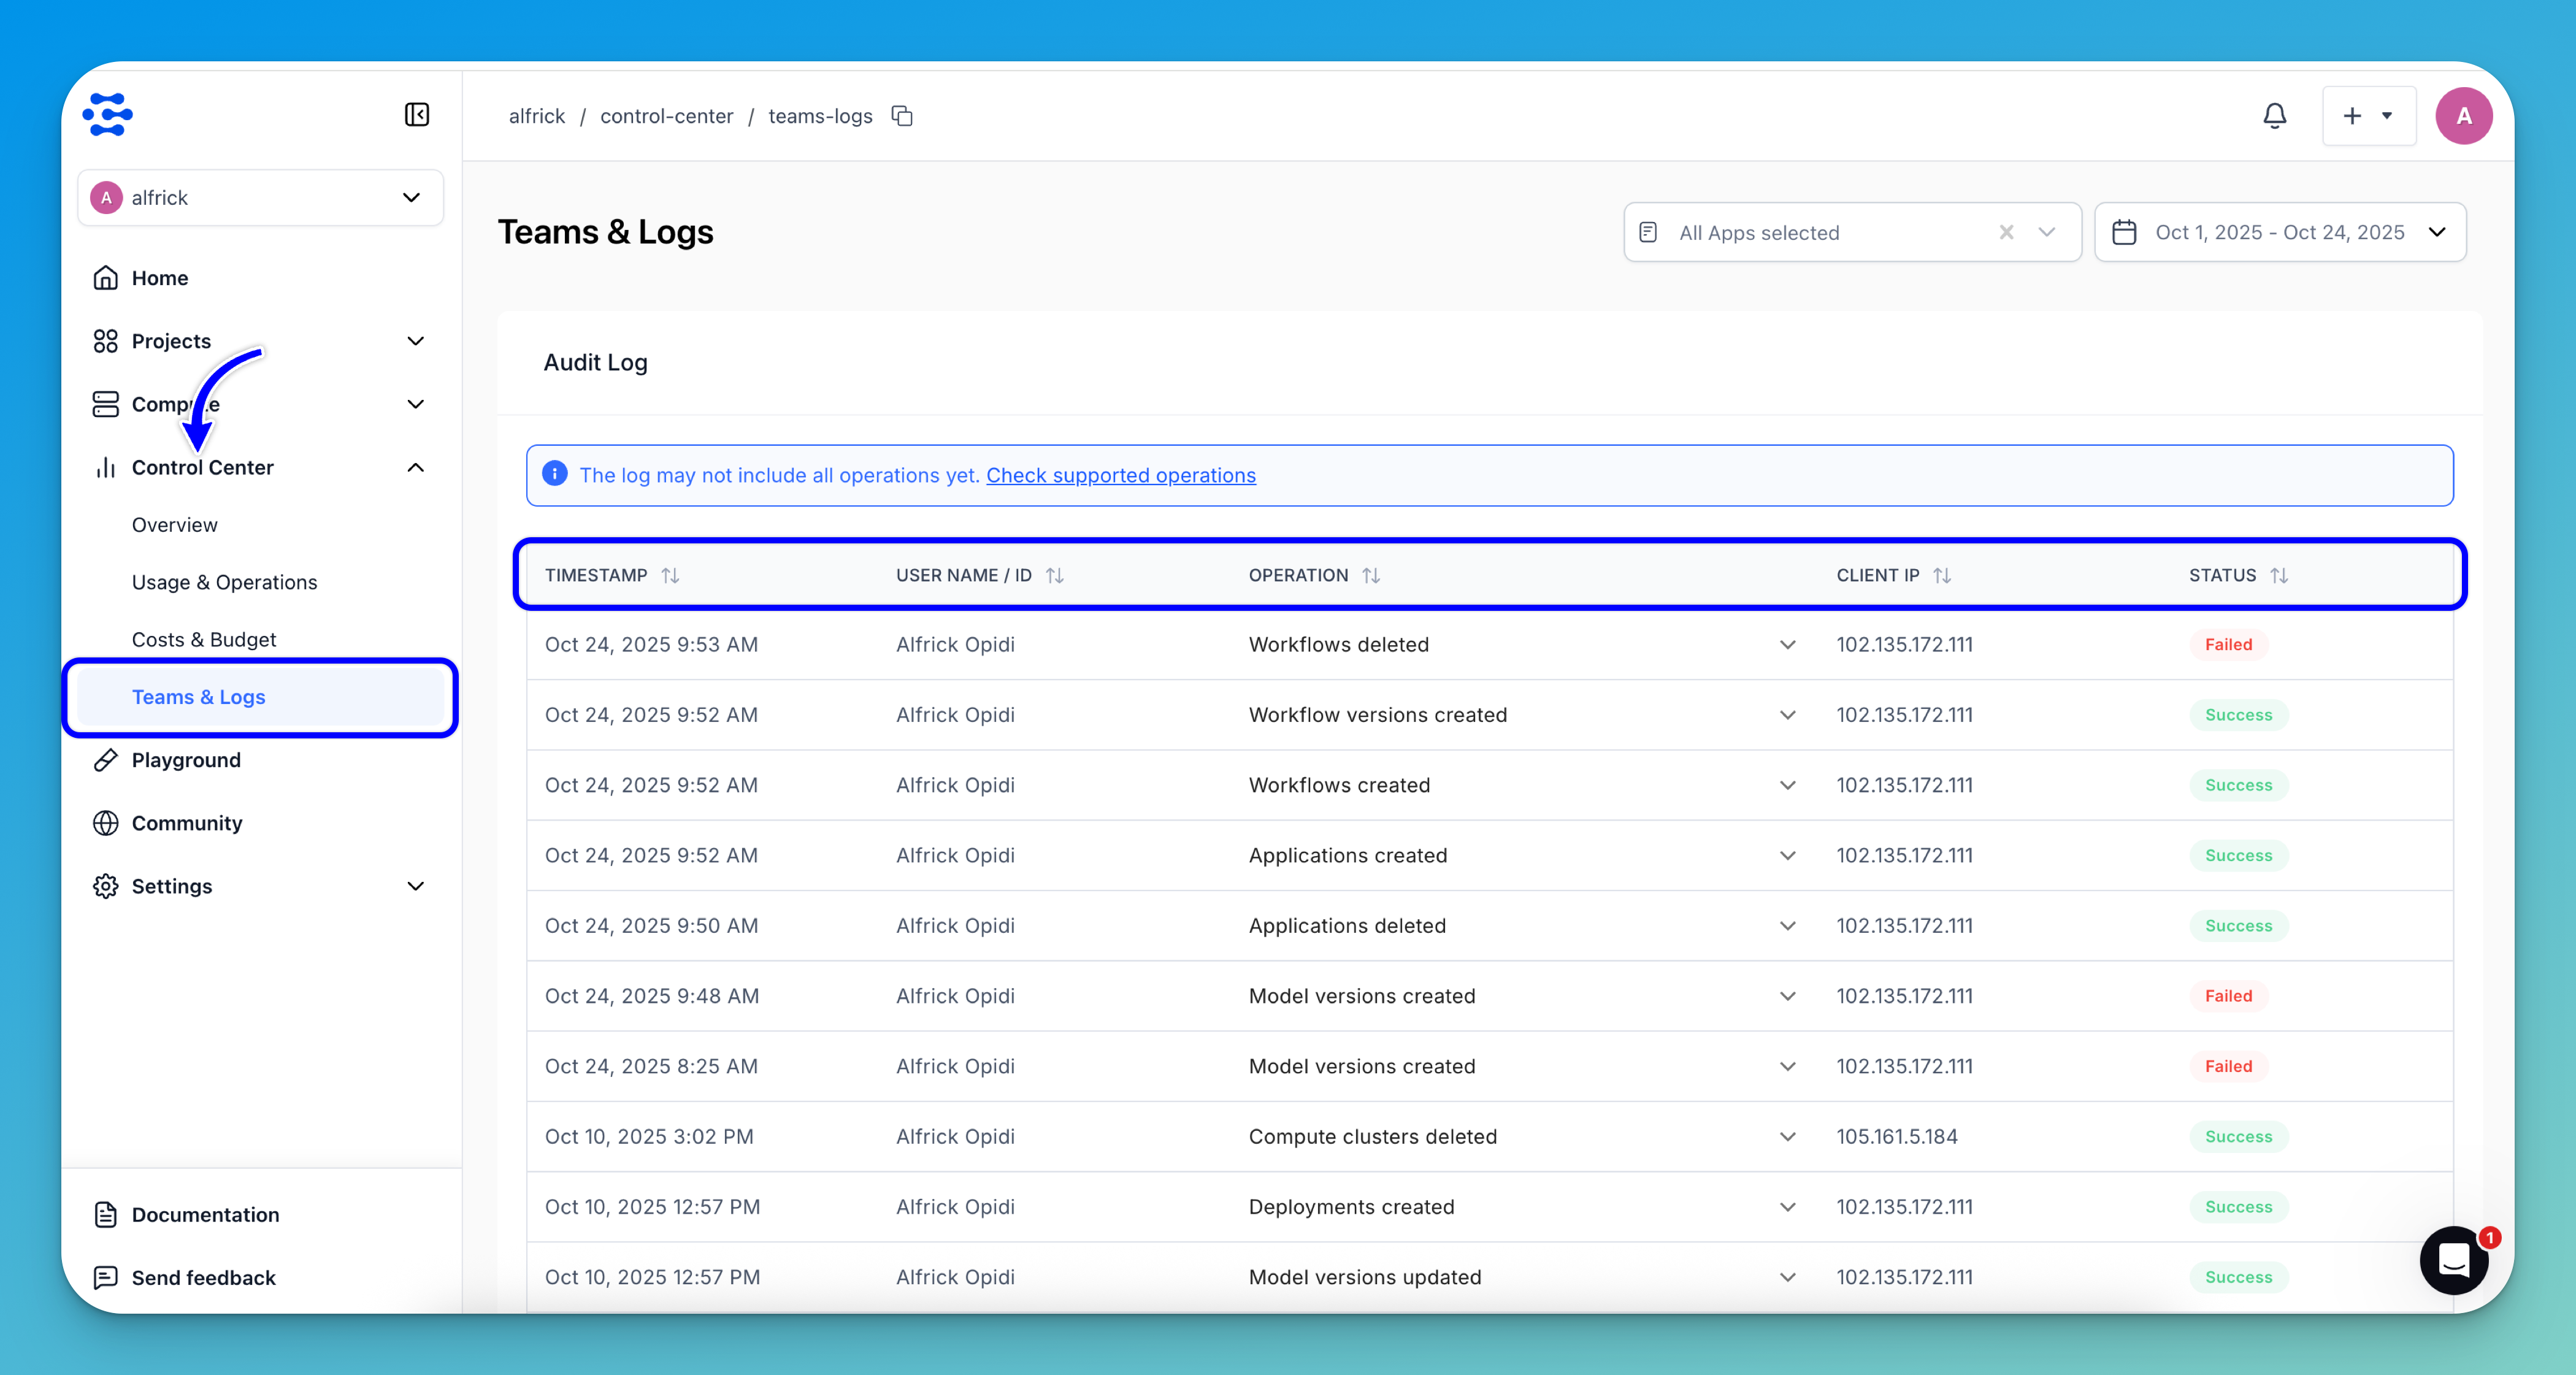 alfrick / control-center / teams-logs
A
A alfrick
Home
Projects
Compute
Control Center
Overview
Usage & Operations
Costs & Budget
Teams & Logs
Playground
Community
Settings
Documentation
Send feedback
Teams & Logs
All Apps selected
Oct 1, 2025 - Oct 24, 2025
Audit Log
The log may not include all operations yet. Check supported operations
TIMESTAMP USER NAME / ID OPERATION CLIENT IP STATUS
Oct 24, 2025 9:53 AM Alfrick Opidi Workflows deleted 102.135.172.111 Failed
Oct 24, 2025 9:52 AM Alfrick Opidi Workflow versions created 102.135.172.111 Success
Oct 24, 2025 9:52 AM Alfrick Opidi Workflows created 102.135.172.111 Success
Oct 24, 2025 9:52 AM Alfrick Opidi Applications created 102.135.172.111 Success
Oct 24, 2025 9:50 AM Alfrick Opidi Applications deleted 102.135.172.111 Success
Oct 24, 2025 9:48 AM Alfrick Opidi Model versions created 102.135.172.111 Failed
Oct 24, 2025 8:25 AM Alfrick Opidi Model versions created 102.135.172.111 Failed
Oct 10, 2025 3:02 PM Alfrick Opidi Compute clusters deleted 105.161.5.184 Success
Oct 10, 2025 12:57 PM Alfrick Opidi Deployments created 102.135.172.111 Success
Oct 10, 2025 12:57 PM Alfrick Opidi Model versions updated 102.135.172.111 Success
1